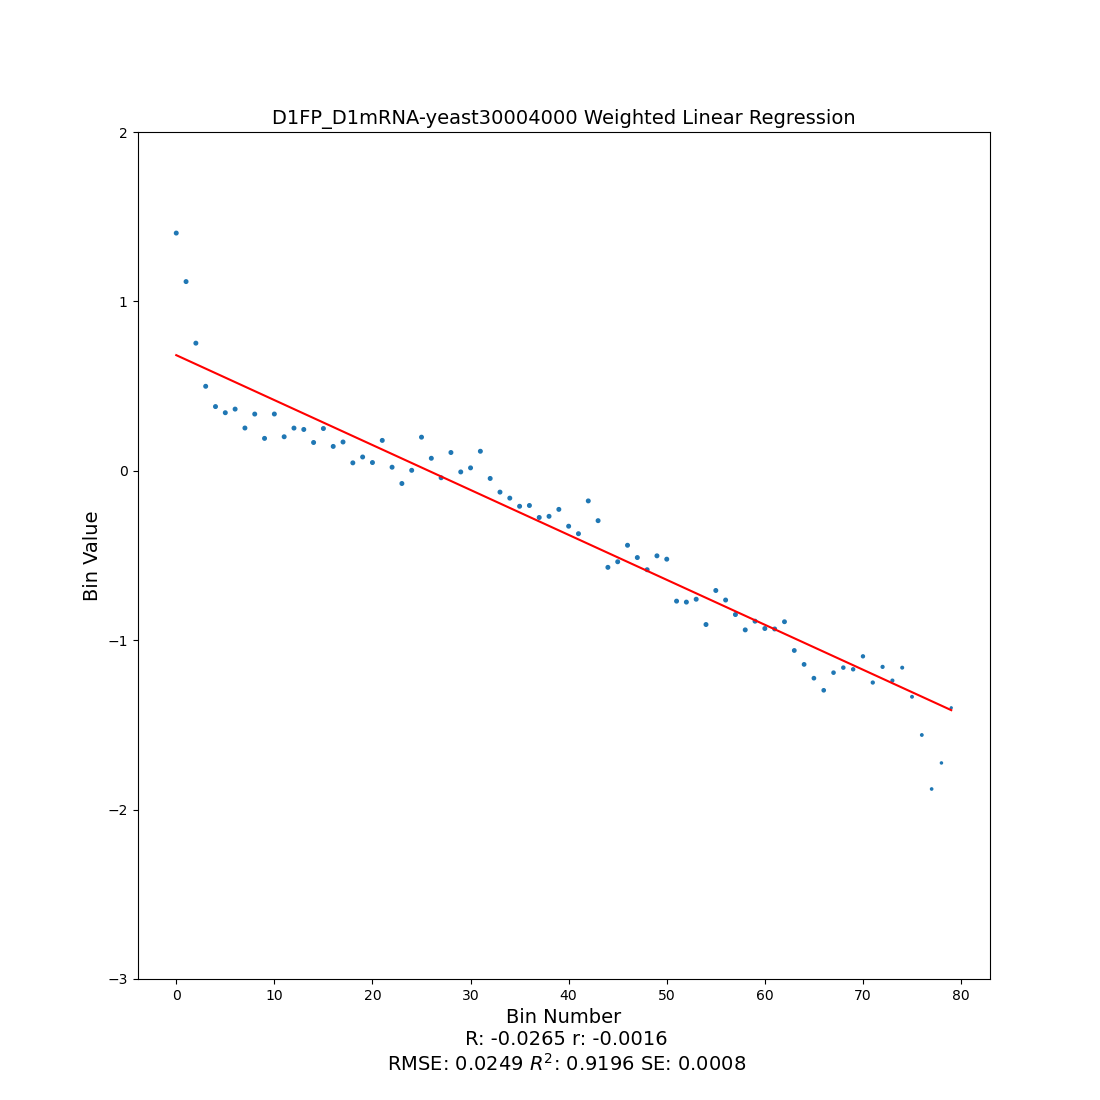 D1FP_D1mRNA-yeast30004000 Weighted Linear Regression
2
1
0
−1
−2
−3
Bin Value
0 10 20 30 40 50 60 70 80
Bin Number
R: -0.0265 r: -0.0016
RMSE: 0.0249 R²: 0.9196 SE: 0.0008